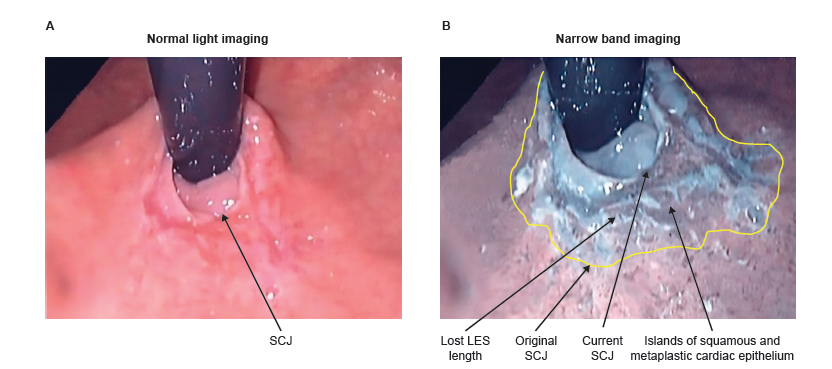 A
Normal light imaging
SCJ
B
Narrow band imaging
Lost LES
length
Original
SCJ
Current
SCJ
Islands of squamous and
metaplastic cardiac epithelium